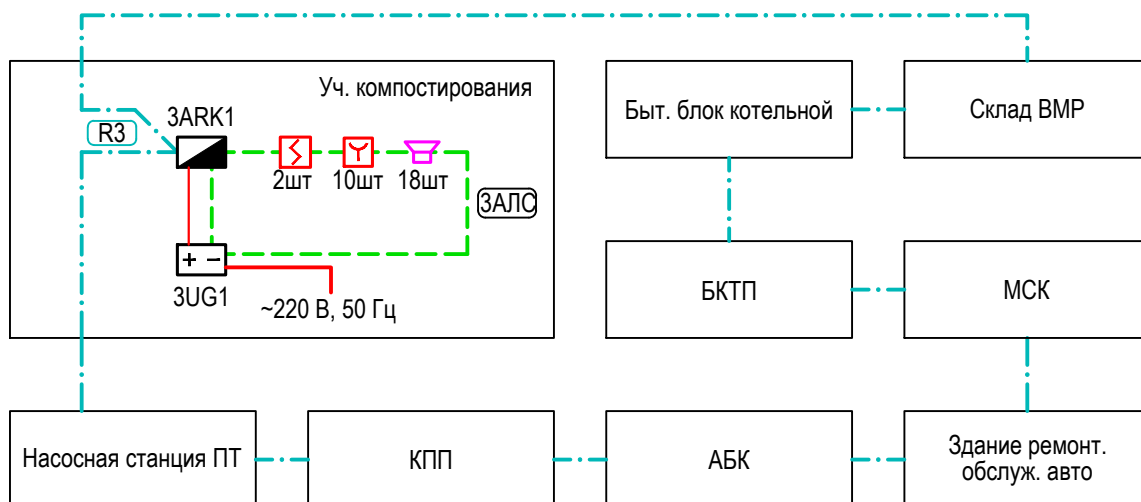 Уч. компостирования
3ARK1
R3
2шт
10шт
18шт
3АЛС
+ −
3UG1
~220 В, 50 Гц
Быт. блок котельной
Склад ВМР
БКТП
МСК
Насосная станция ПТ
КПП
АБК
Здание ремонт.
обслуж. авто